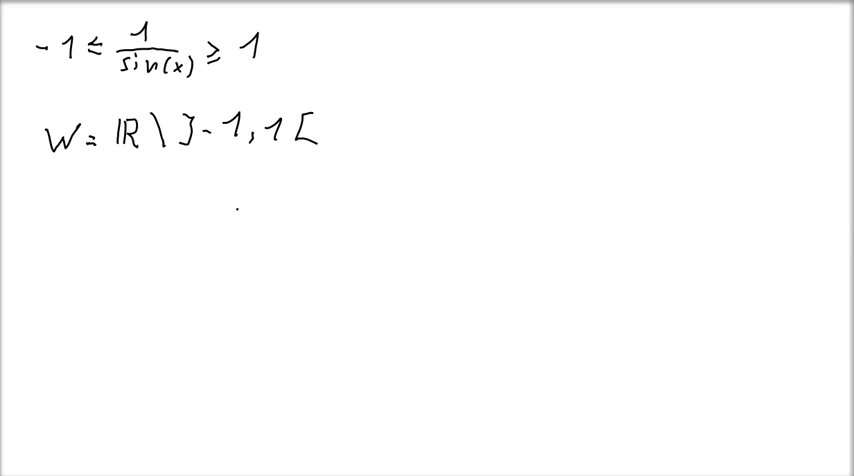 -1 ≤ 1/sin(x) ≥ 1
W = ℝ \ ]-1, 1[